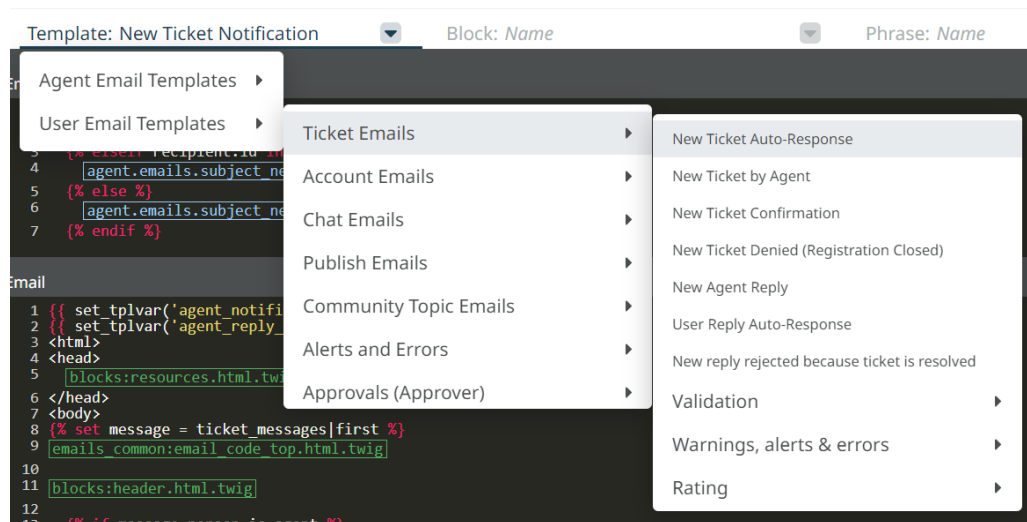 Template: New Ticket Notification
Block: Name
Phrase: Name
Agent Email Templates
User Email Templates
Ticket Emails
Account Emails
Chat Emails
Publish Emails
Community Topic Emails
Alerts and Errors
Approvals (Approver)
New Ticket Auto-Response
New Ticket by Agent
New Ticket Confirmation
New Ticket Denied (Registration Closed)
New Agent Reply
User Reply Auto-Response
New reply rejected because ticket is resolved
Validation
Warnings, alerts & errors
Rating
3 {% elseif recipient.id in
4 agent.emails.subject_ne
5 {% else %}
6 agent.emails.subject_ne
7 {% endif %}
Email
1 {{ set_tplvar('agent_notifi
2 {{ set_tplvar('agent_reply_
3 <html>
4 <head>
5 blocks:resources.html.twi
6 </head>
7 <body>
8 {% set message = ticket_messages|first %}
9 emails_common:email_code_top.html.twig
10
11 blocks:header.html.twig
12